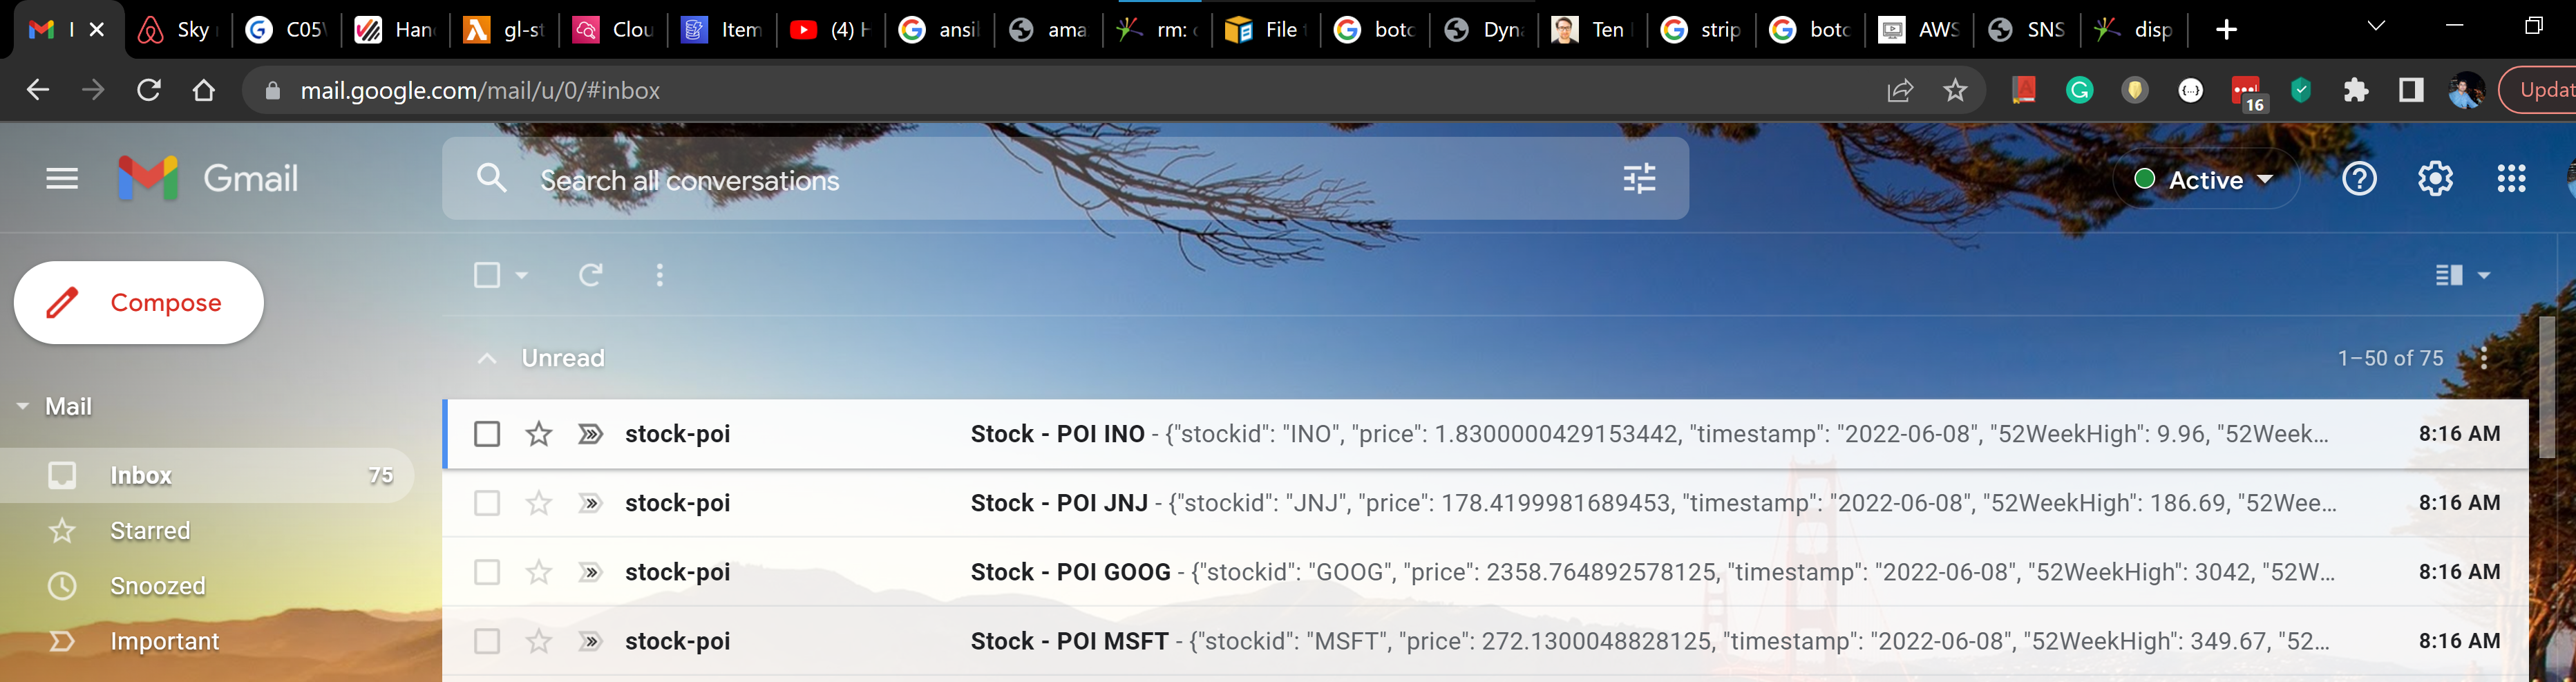 I Sky C05 Han gl-st Clou Item (4) H ansil ama rm: c File botc Dyn Ten strip botc AWS SNS disp
mail.google.com/mail/u/0/#inbox 16 Updat
Gmail Search all conversations Active
Compose
Unread 1–50 of 75
Mail
stock-poi Stock - POI INO - {"stockid": "INO", "price": 1.8300000429153442, "timestamp": "2022-06-08", "52WeekHigh": 9.96, "52Week... 8:16 AM
Inbox 75
stock-poi Stock - POI JNJ - {"stockid": "JNJ", "price": 178.4199981689453, "timestamp": "2022-06-08", "52WeekHigh": 186.69, "52Wee... 8:16 AM
Starred
stock-poi Stock - POI GOOG - {"stockid": "GOOG", "price": 2358.764892578125, "timestamp": "2022-06-08", "52WeekHigh": 3042, "52W... 8:16 AM
Snoozed
stock-poi Stock - POI MSFT - {"stockid": "MSFT", "price": 272.1300048828125, "timestamp": "2022-06-08", "52WeekHigh": 349.67, "52... 8:16 AM
Important